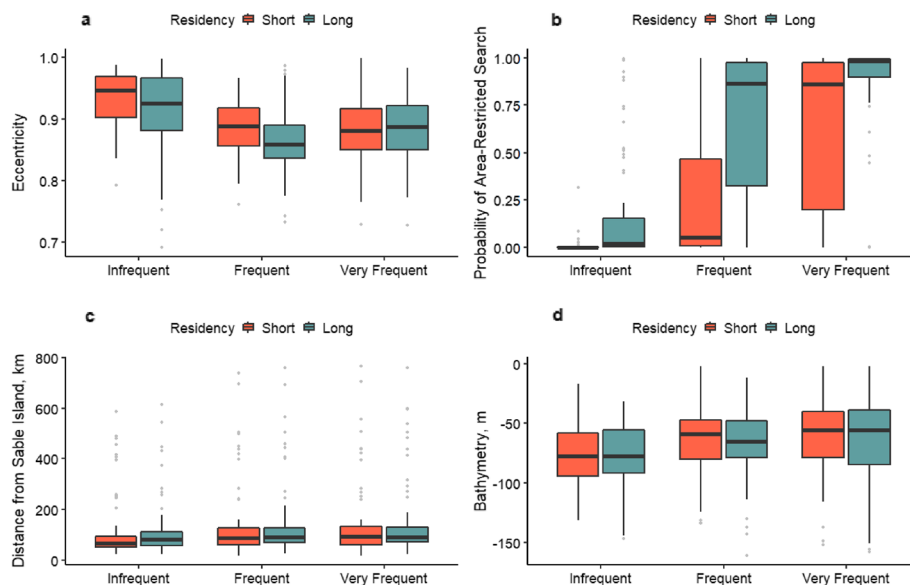 a
b
Residency Short Long
Residency Short Long
Eccentricity
1.0
0.9
0.8
0.7
Infrequent Frequent Very Frequent
Probability of Area-Restricted Search
1.00
0.75
0.50
0.25
0.00
Infrequent Frequent Very Frequent
c
d
Residency Short Long
Residency Short Long
Distance from Sable Island, km
800
600
400
200
0
Infrequent Frequent Very Frequent
Bathymetry, m
0
-50
-100
-150
Infrequent Frequent Very Frequent